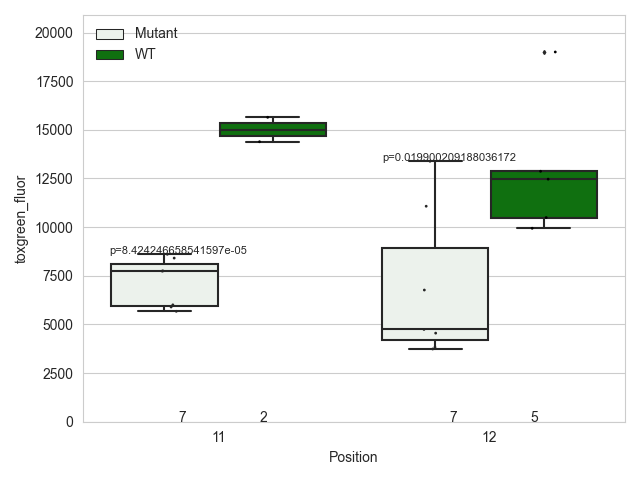 Mutant
WT
20000
17500
15000
12500
10000
7500
5000
2500
0
toxgreen_fluor
p=8.424246658541597e-05
p=0.019900209188036172
7 2 7 5
11 12
Position